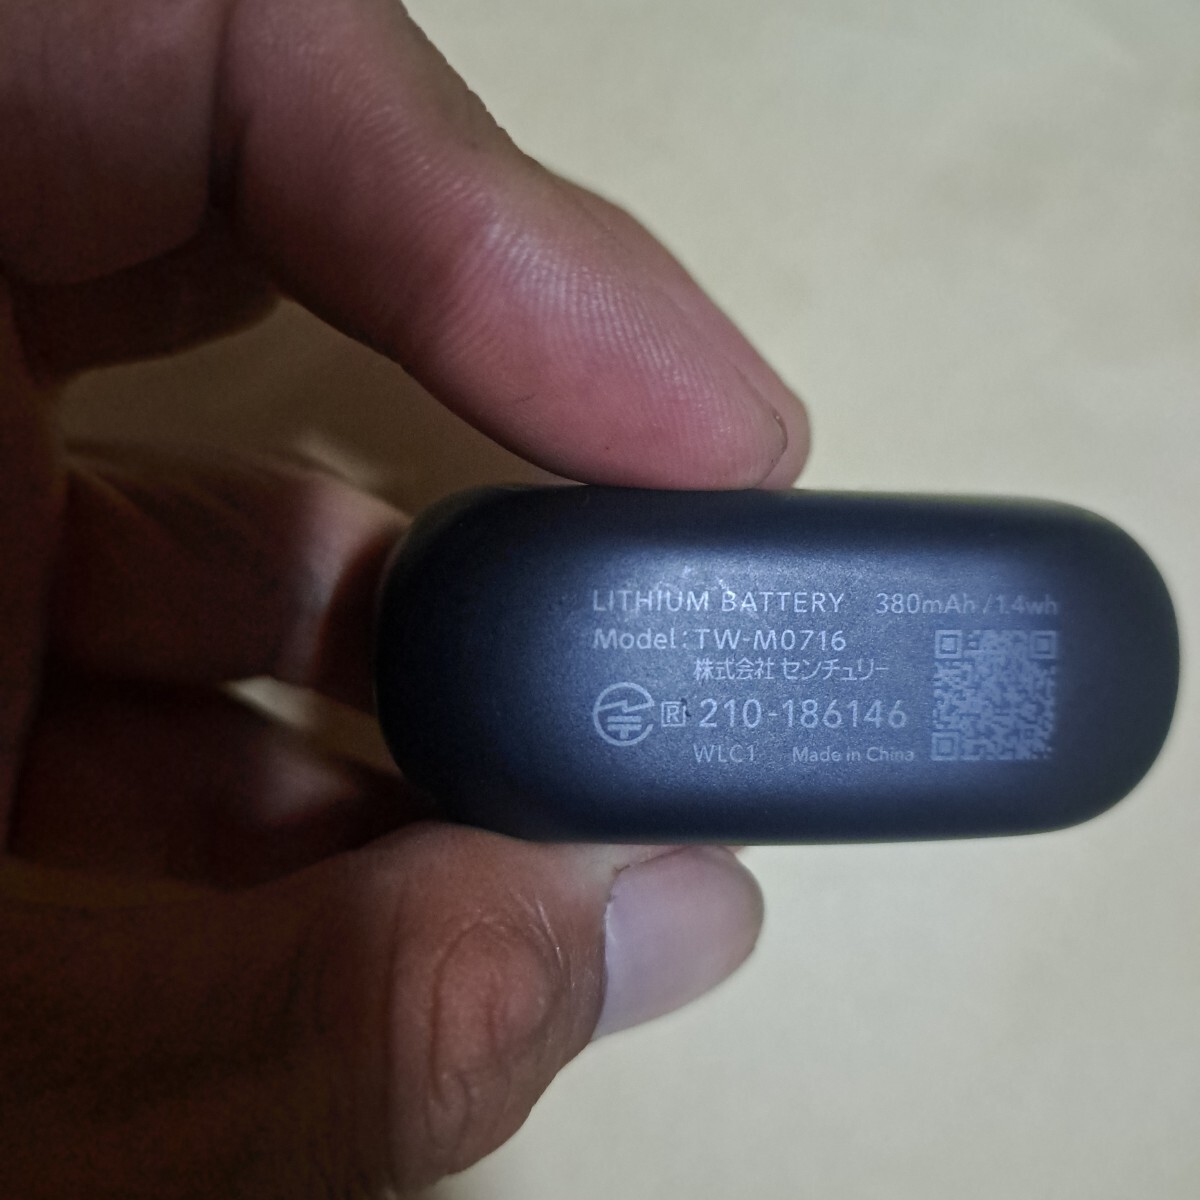 LITHIUM BATTERY 380mAh/1.4wh
Model:TW-M0716
株式会社 センチュリー
R 210-186146
WLC1 Made in China